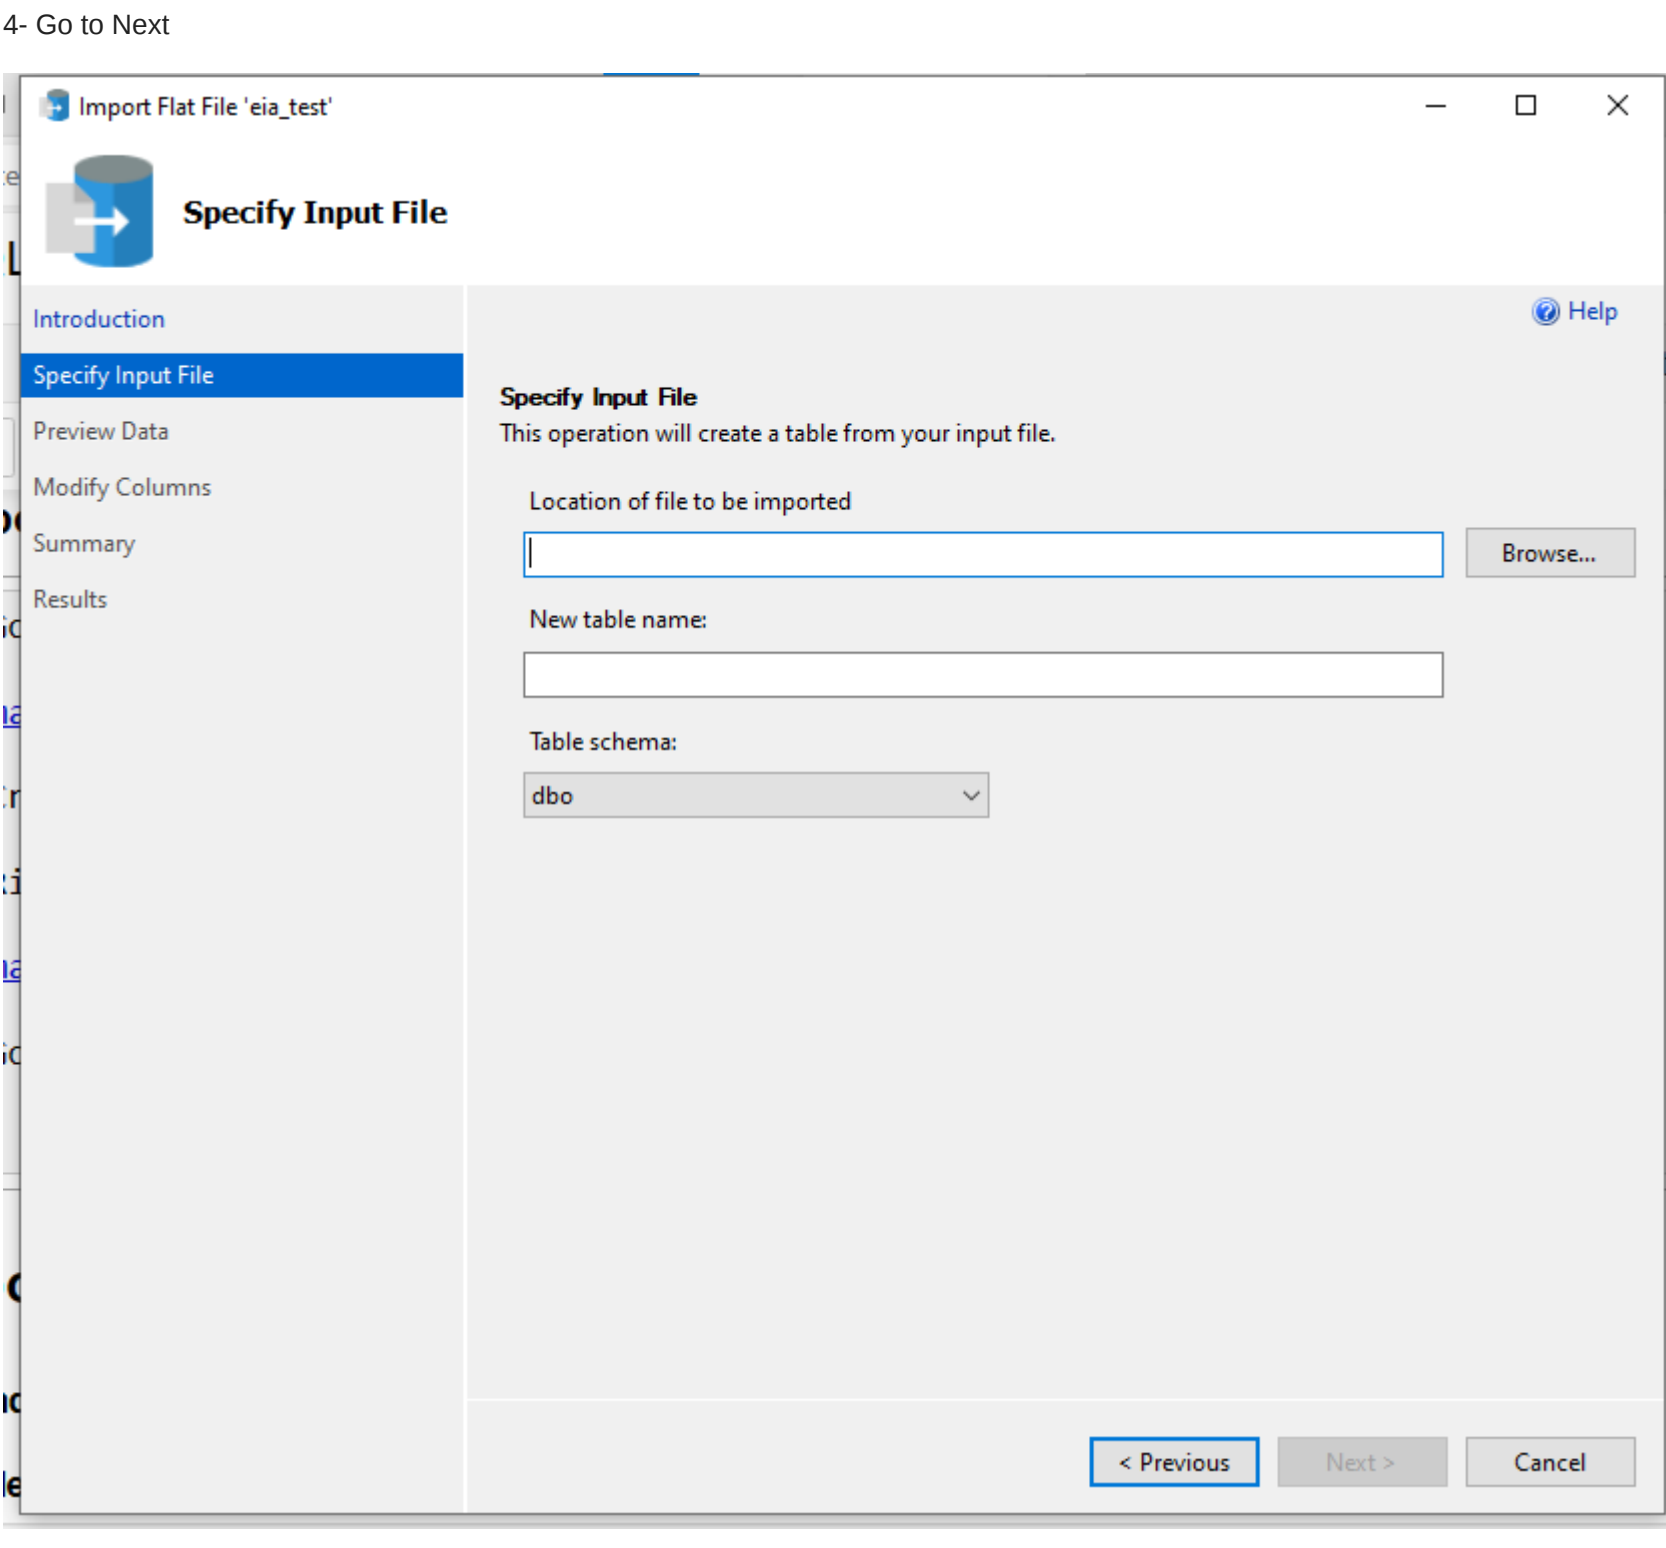 4- Go to Next
Import Flat File 'eia_test'
Specify Input File
Introduction
Help
Specify Input File
Specify Input File
Preview Data
This operation will create a table from your input file.
Modify Columns
Location of file to be imported
Summary
Browse...
Results
New table name:
Table schema:
dbo
< Previous
Next >
Cancel